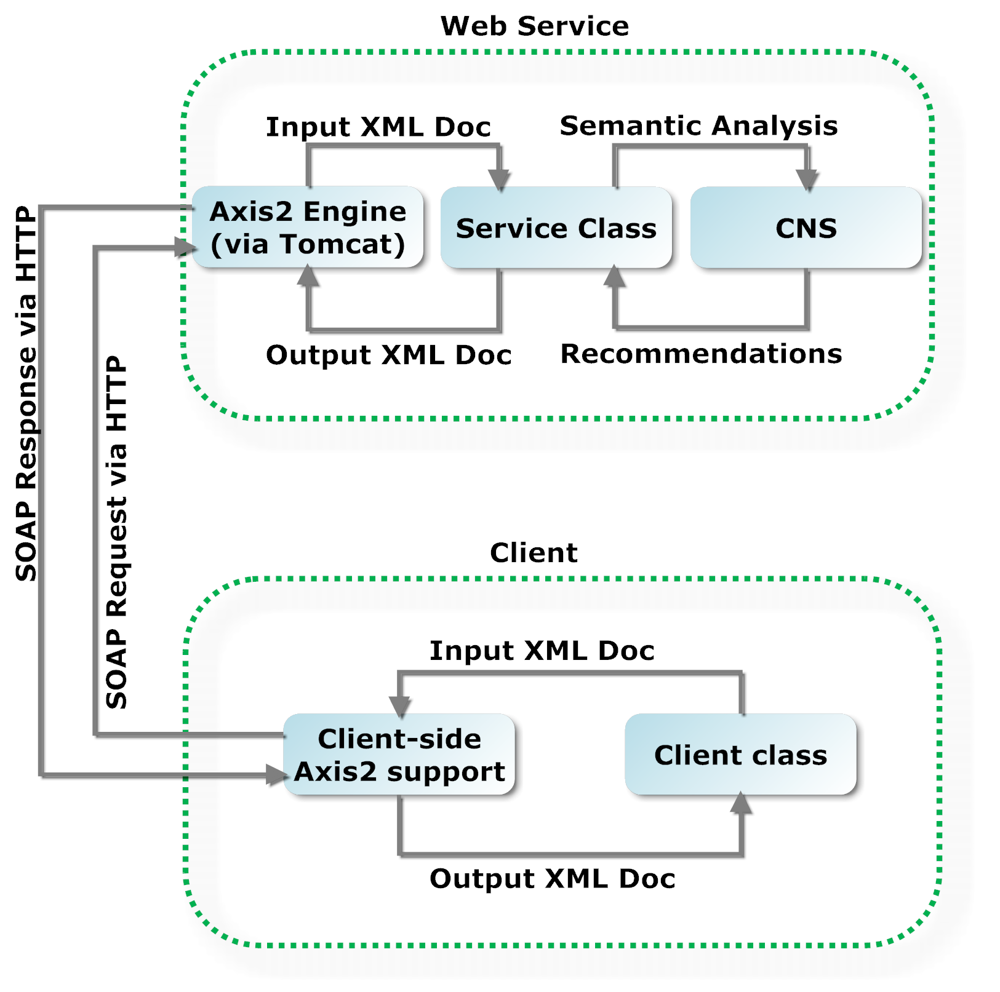 Web Service
Input XML Doc
Semantic Analysis
Axis2 Engine
(via Tomcat)
Service Class
CNS
Output XML Doc
Recommendations
SOAP Response via HTTP
SOAP Request via HTTP
Client
Input XML Doc
Client-side
Axis2 support
Client class
Output XML Doc